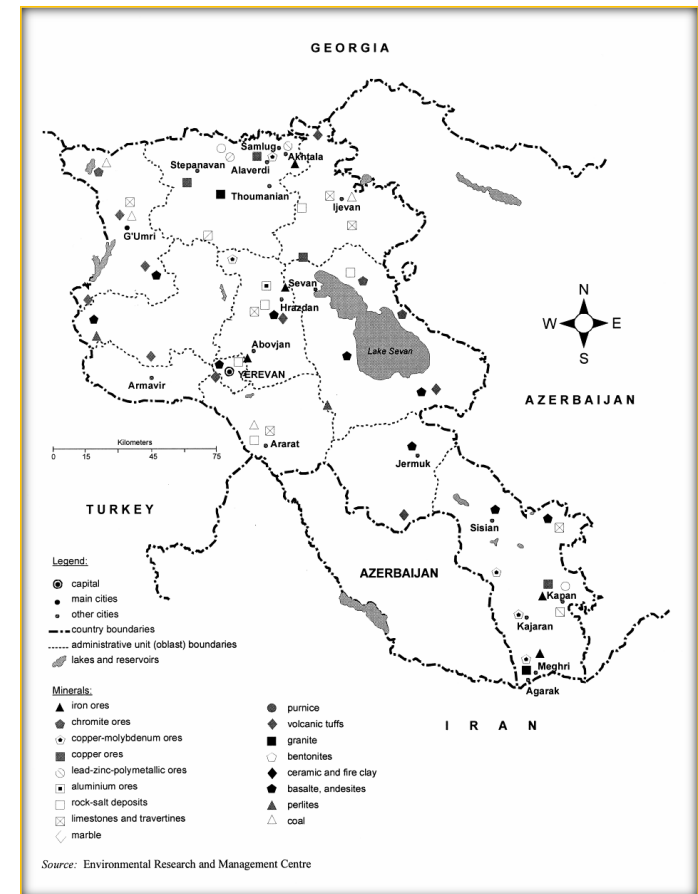 GEORGIA
Samlug
Akhtala
Stepanavan
Alaverdi
Thoumanian
Ijevan
G'Umri
Sevan
Hrazdan
Lake Sevan
Abovjan
YEREVAN
Armavir
N
W E
S
AZERBAIJAN
Kilometers
0 15 45 75
Ararat
Jermuk
TURKEY
Sisian
AZERBAIJAN
Kapan
Kajaran
Meghri
Agarak
IRAN
Legend:
capital
main cities
other cities
country boundaries
administrative unit (oblast) boundaries
lakes and reservoirs
Minerals:
iron ores
chromite ores
copper-molybdenum ores
copper ores
lead-zinc-polymetallic ores
aluminium ores
rock-salt deposits
limestones and travertines
marble
purnice
volcanic tuffs
granite
bentonites
ceramic and fire clay
basalte, andesites
perlites
coal
Source: Environmental Research and Management Centre